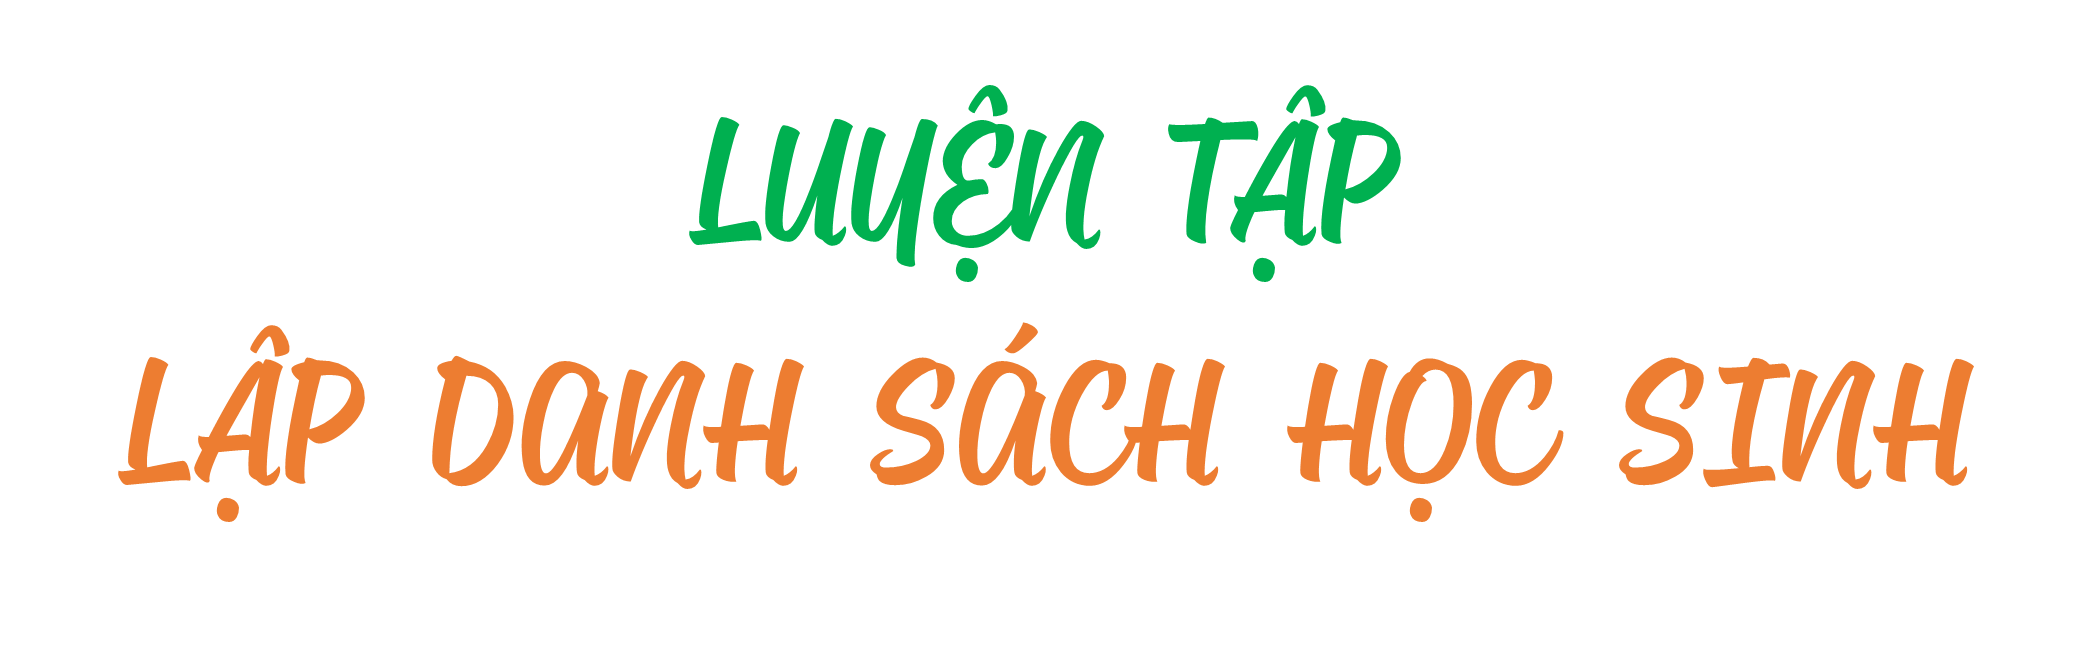 LUYỆN TẬP
LẬP DANH SÁCH HỌC SINH